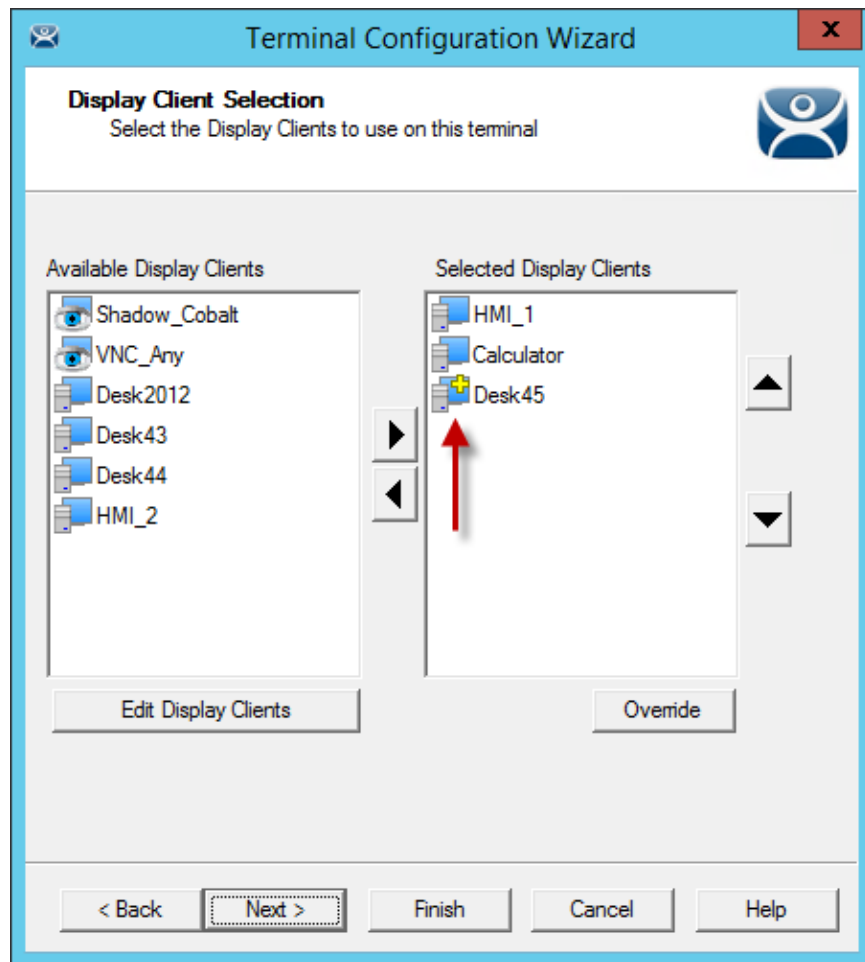 Terminal Configuration Wizard
x
Display Client Selection
Select the Display Clients to use on this terminal
Available Display Clients
Shadow_Cobalt
VNC_Any
Desk2012
Desk43
Desk44
HMI_2
Edit Display Clients
Selected Display Clients
HMI_1
Calculator
Desk45
Override
< Back
Next >
Finish
Cancel
Help